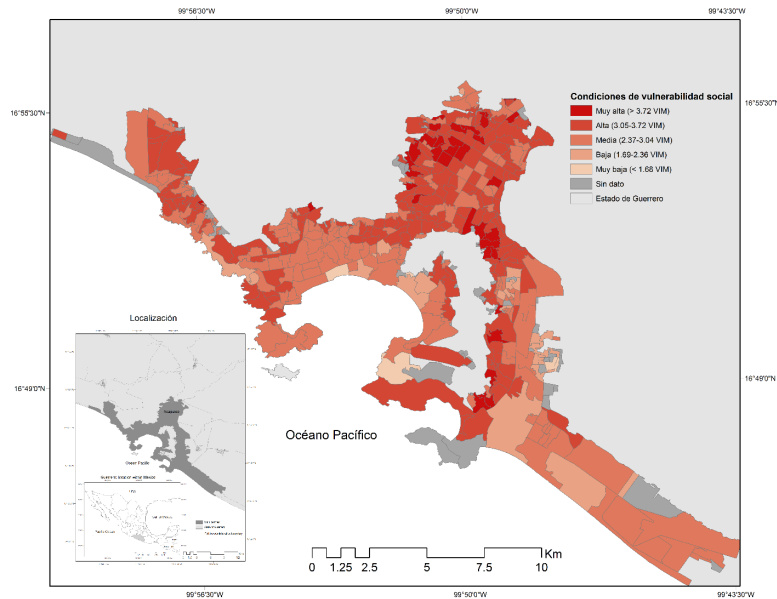 99°56'30"W
99°50'0"W
99°43'30"W
16°55'30"N
16°55'30"N
Condiciones de vulnerabilidad social
Muy alta (> 3.72 VIM)
Alta (3.05-3.72 VIM)
Media (2.37-3.04 VIM)
Baja (1.69-2.36 VIM)
Muy baja (< 1.68 VIM)
Sin dato
Estado de Guerrero
Localización
16°49'0"N
16°49'0"N
Océano Pacífico
Km
0 1.25 2.5 5 7.5 10
99°56'30"W
99°50'0"W
99°43'30"W